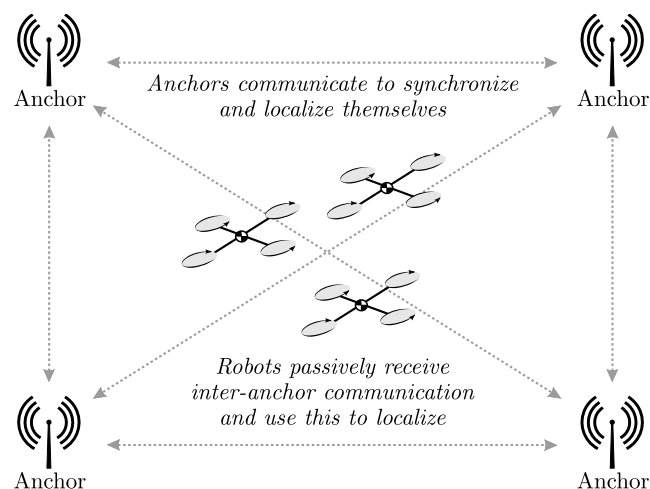 Anchor
Anchor
Anchors communicate to synchronize
and localize themselves
Robots passively receive
inter-anchor communication
and use this to localize
Anchor
Anchor